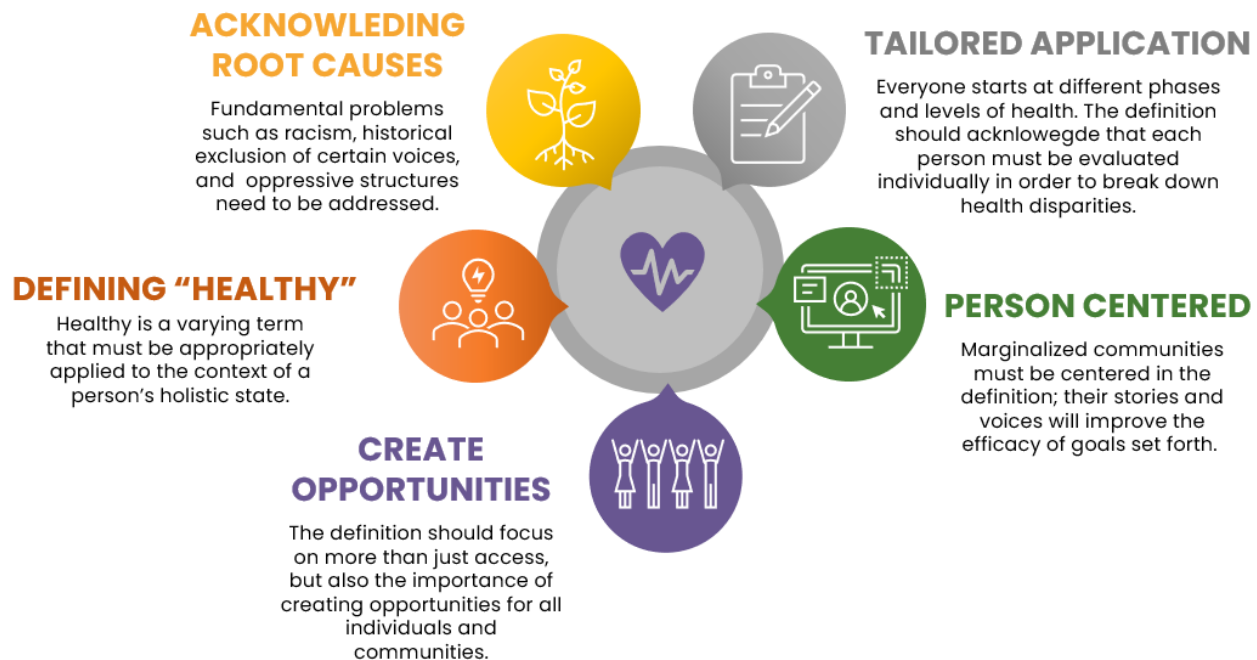 ACKNOWLEDING
ROOT CAUSES
Fundamental problems
such as racism, historical
exclusion of certain voices,
and oppressive structures
need to be addressed.
TAILORED APPLICATION
Everyone starts at different phases
and levels of health. The definition
should acknlowegde that each
person must be evaluated
individually in order to break down
health disparities.
DEFINING “HEALTHY”
Healthy is a varying term
that must be appropriately
applied to the context of a
person’s holistic state.
PERSON CENTERED
Marginalized communities
must be centered in the
definition; their stories and
voices will improve the
efficacy of goals set forth.
CREATE
OPPORTUNITIES
The definition should focus
on more than just access,
but also the importance of
creating opportunities for all
individuals and
communities.